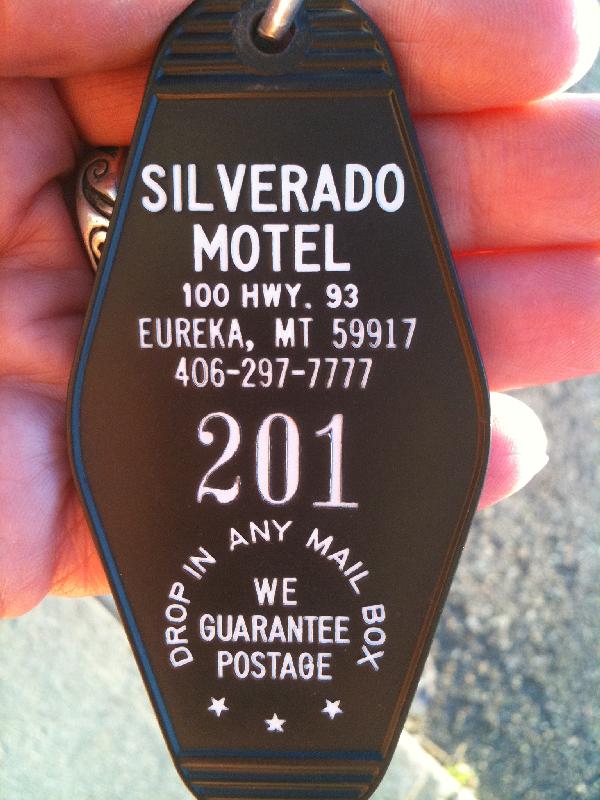 SILVERADO
MOTEL
100 HWY. 93
EUREKA, MT 59917
406-297-7777
201
DROP IN ANY MAIL BOX
WE
GUARANTEE
POSTAGE